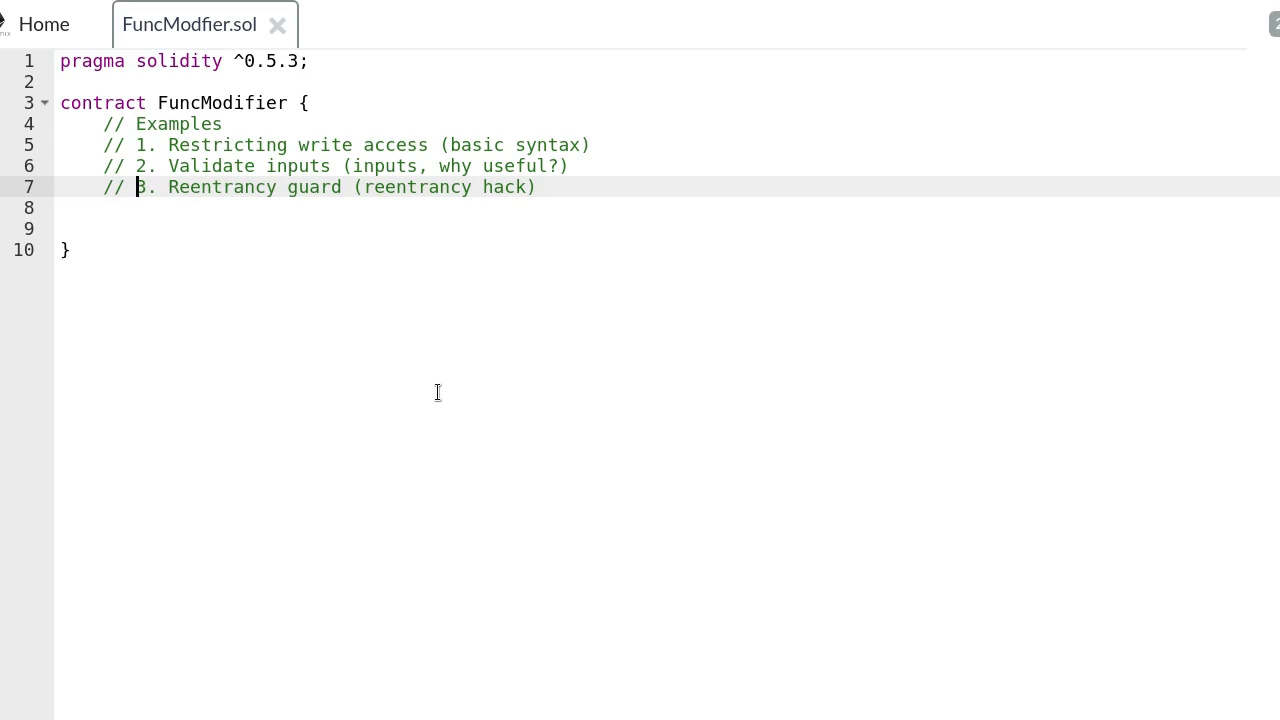 Home
FuncModfier.sol
2
1 pragma solidity ^0.5.3;
2
3 contract FuncModifier {
4 // Examples
5 // 1. Restricting write access (basic syntax)
6 // 2. Validate inputs (inputs, why useful?)
7 // 3. Reentrancy guard (reentrancy hack)
8
9
10 }